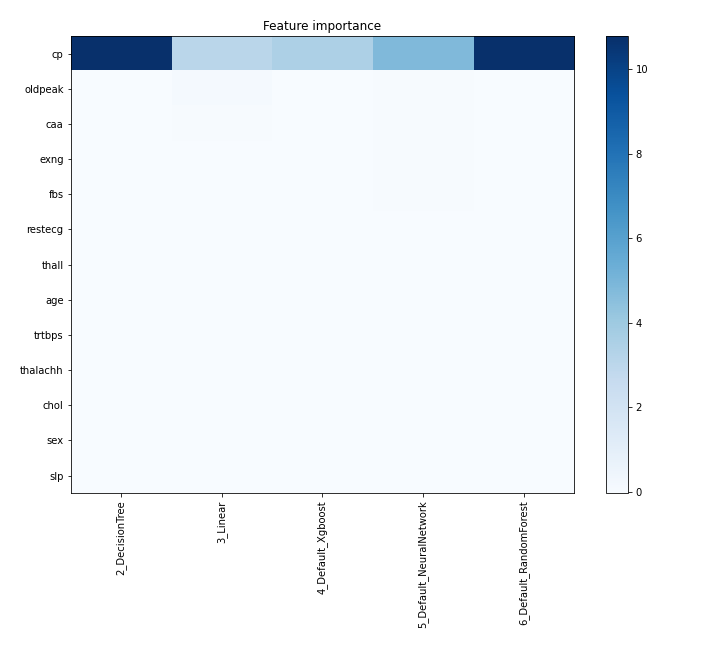 Feature importance
cp
oldpeak
caa
exng
fbs
restecg
thall
age
trtbps
thalachh
chol
sex
slp
2_DecisionTree
3_Linear
4_Default_Xgboost
5_Default_NeuralNetwork
6_Default_RandomForest
10
8
6
4
2
0